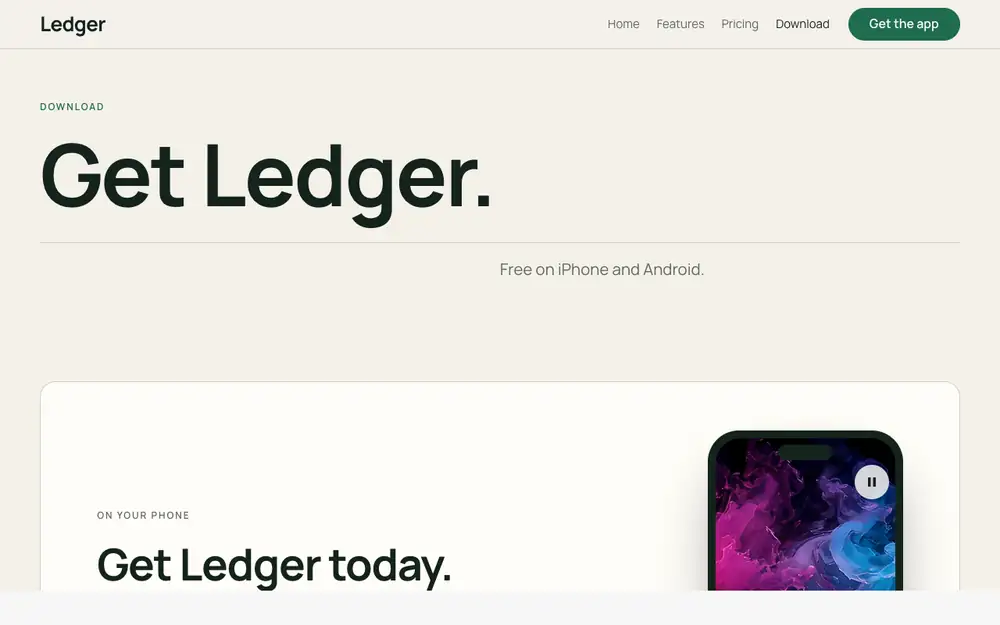 Ledger
Home Features Pricing Download Get the app
DOWNLOAD
Get Ledger.
Free on iPhone and Android.
ON YOUR PHONE
Get Ledger today.